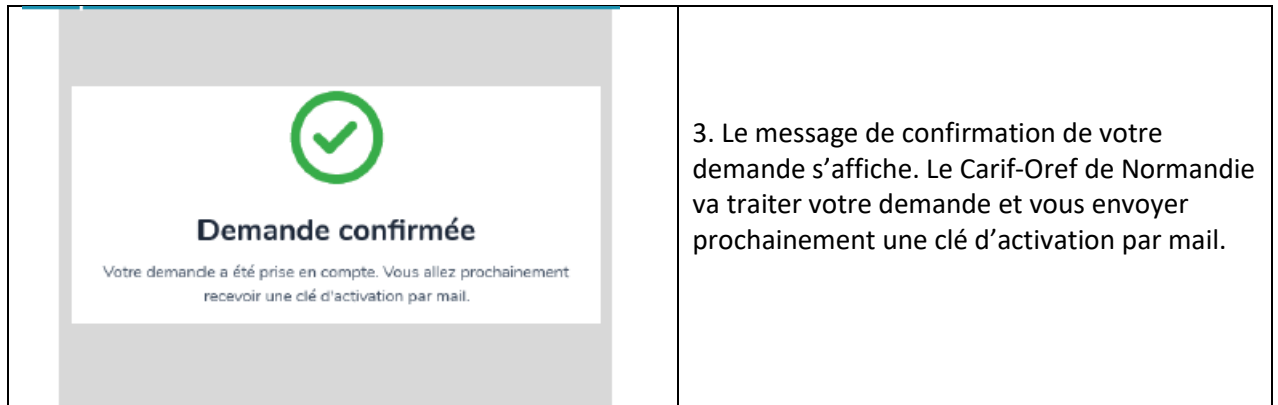 Demande confirmée
Votre demande a été prise en compte. Vous allez prochainement
recevoir une clé d'activation par mail.
3. Le message de confirmation de votre
demande s’affiche. Le Carif-Oref de Normandie
va traiter votre demande et vous envoyer
prochainement une clé d’activation par mail.